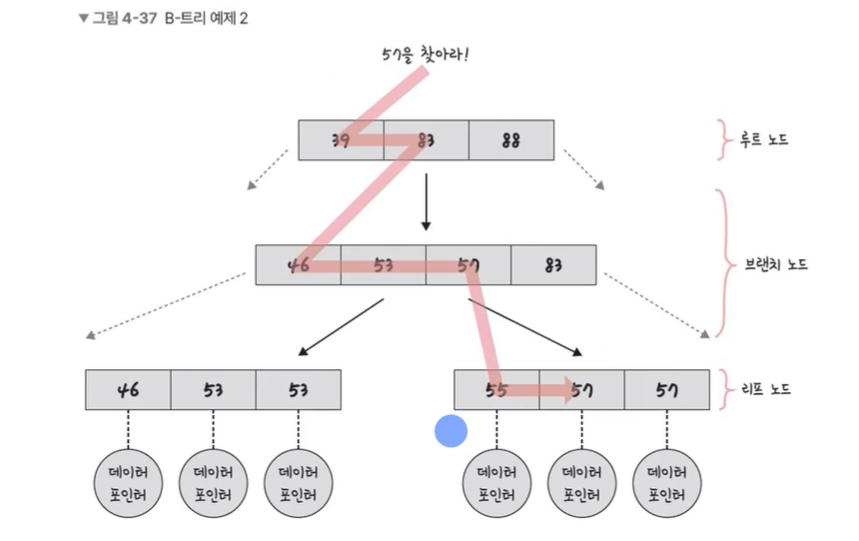 ▼ 그림 4-37 B-트리 예제 2
57을 찾아라!
39 83 88
루트 노드
46 53 57 83
브랜치 노드
46 53 53 55 57 57
리프 노드
데이터 데이터 데이터 데이터 데이터 데이터
포인터 포인터 포인터 포인터 포인터 포인터